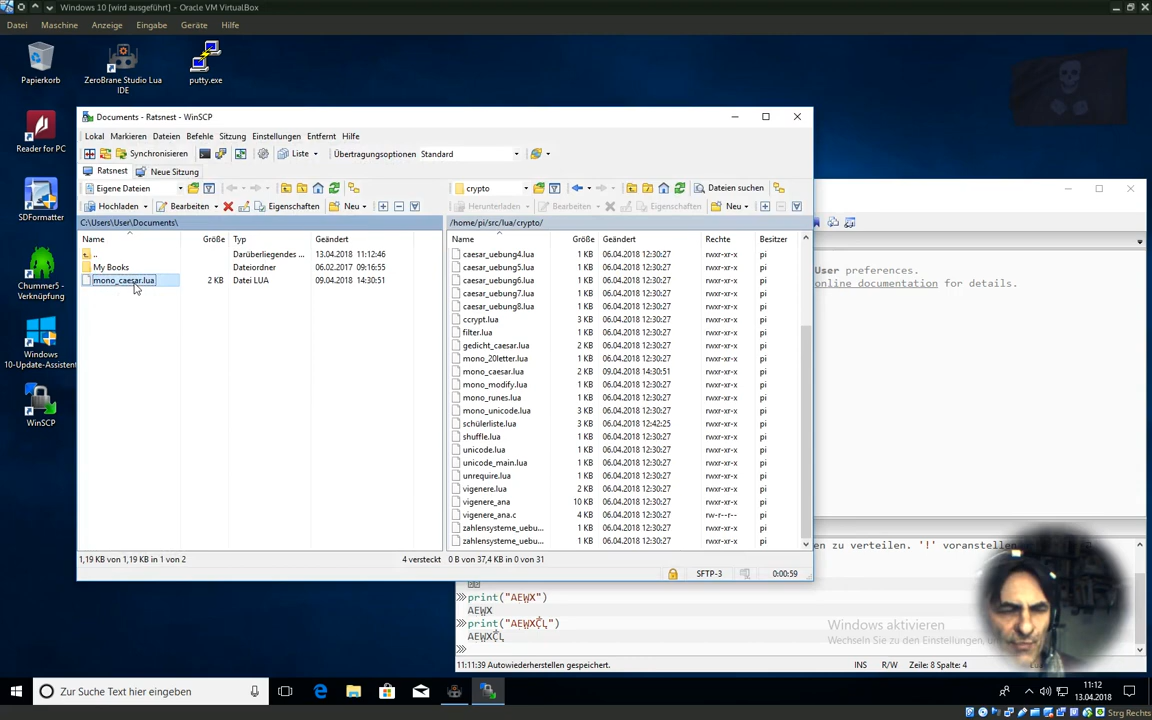 Windows 10 [wird ausgeführt] - Oracle VM VirtualBox
Datei Maschine Anzeige Eingabe Geräte Hilfe
Papierkorb
ZeroBrane Studio Lua IDE
putty.exe
Reader for PC
SDFormatter
Chummer5 - Verknüpfung
Windows 10-Update-Assistent
WinSCP
Documents - Ratsnest - WinSCP
Lokal Markieren Dateien Befehle Sitzung Einstellungen Entfernt Hilfe
Synchronisieren Liste Übertragungsoptionen Standard
Ratsnest Neue Sitzung
Eigene Dateien crypto Dateien suchen
Hochladen Bearbeiten Eigenschaften Neu Herunterladen Bearbeiten Eigenschaften Neu
C:\Users\User\Documents\ /home/pi/src/lua/crypto/
Name Größe Typ Geändert
.. Darüberliegendes ... 13.04.2018 11:12:46
My Books Dateiordner 06.02.2017 09:16:55
mono_caesar.lua 2 KB Datei LUA 09.04.2018 14:30:51
Name Größe Geändert Rechte Besitzer
caesar_uebung4.lua 1 KB 06.04.2018 12:30:27 rwxr-xr-x pi
caesar_uebung5.lua 1 KB 06.04.2018 12:30:27 rwxr-xr-x pi
caesar_uebung6.lua 1 KB 06.04.2018 12:30:27 rwxr-xr-x pi
caesar_uebung7.lua 1 KB 06.04.2018 12:30:27 rwxr-xr-x pi
caesar_uebung8.lua 1 KB 06.04.2018 12:30:27 rwxr-xr-x pi
ccrypt.lua 3 KB 06.04.2018 12:30:27 rwxr-xr-x pi
filter.lua 1 KB 06.04.2018 12:30:27 rwxr-xr-x pi
gedicht_caesar.lua 2 KB 06.04.2018 12:30:27 rwxr-xr-x pi
mono_20letter.lua 1 KB 06.04.2018 12:30:27 rwxr-xr-x pi
mono_caesar.lua 2 KB 09.04.2018 14:30:51 rwxr-xr-x pi
mono_modify.lua 1 KB 06.04.2018 12:30:27 rwxr-xr-x pi
mono_runes.lua 1 KB 06.04.2018 12:30:27 rwxr-xr-x pi
mono_unicode.lua 3 KB 06.04.2018 12:30:27 rwxr-xr-x pi
schülerliste.lua 3 KB 06.04.2018 12:42:25 rwxr-xr-x pi
shuffle.lua 1 KB 06.04.2018 12:30:27 rwxr-xr-x pi
unicode.lua 1 KB 06.04.2018 12:30:27 rwxr-xr-x pi
unicode_main.lua 1 KB 06.04.2018 12:30:27 rwxr-xr-x pi
unrequire.lua 1 KB 06.04.2018 12:30:27 rwxr-xr-x pi
vigenere.lua 2 KB 06.04.2018 12:30:27 rwxr-xr-x pi
vigenere_ana 10 KB 06.04.2018 12:30:27 rwxr-xr-x pi
vigenere_ana.c 4 KB 06.04.2018 12:30:27 rw-r--r-- pi
zahlensysteme_uebu... 1 KB 06.04.2018 12:30:27 rwxr-xr-x pi
zahlensysteme_uebu... 1 KB 06.04.2018 12:30:27 rwxr-xr-x pi
1,19 KB von 1,19 KB in 1 von 2 4 versteckt 0 B von 37,4 KB in 0 von 31
SFTP-3 0:00:59
User preferences.
online documentation for details.
en zu verteilen. '!' voranstellen
print("AEW̤X")
AEW̤X
11:11:39 Autowiederherstellen gespeichert. INS R/W Zeile: 8 Spalte: 4
Windows aktivieren
Wechseln Sie zu den Einstellungen,
Zur Suche Text hier eingeben
11:12
13.04.2018
Strg Rechts